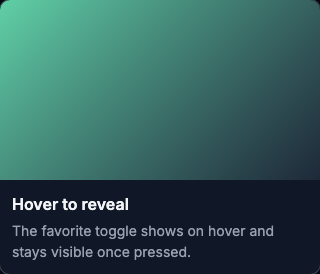 Hover to reveal
The favorite toggle shows on hover and
stays visible once pressed.